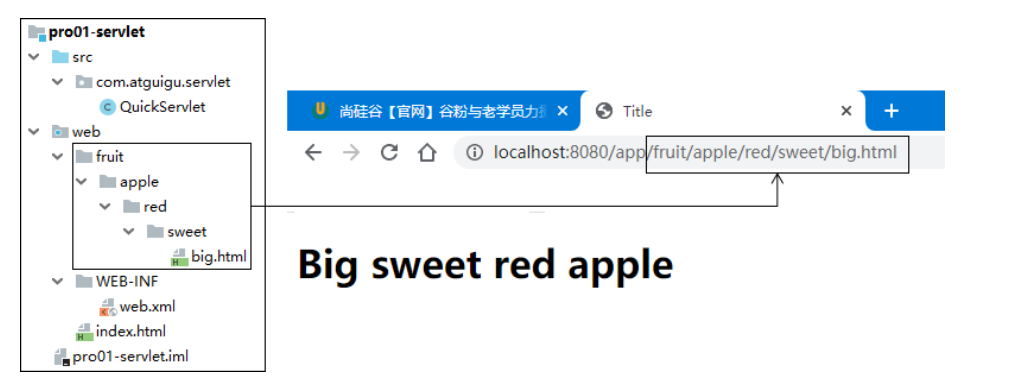 pro01-servlet
src
com.atguigu.servlet
QuickServlet
web
fruit
apple
red
sweet
big.html
WEB-INF
web.xml
index.html
pro01-servlet.iml
尚硅谷【官网】谷粉与老学员力
Title
localhost:8080/app/fruit/apple/red/sweet/big.html
Big sweet red apple